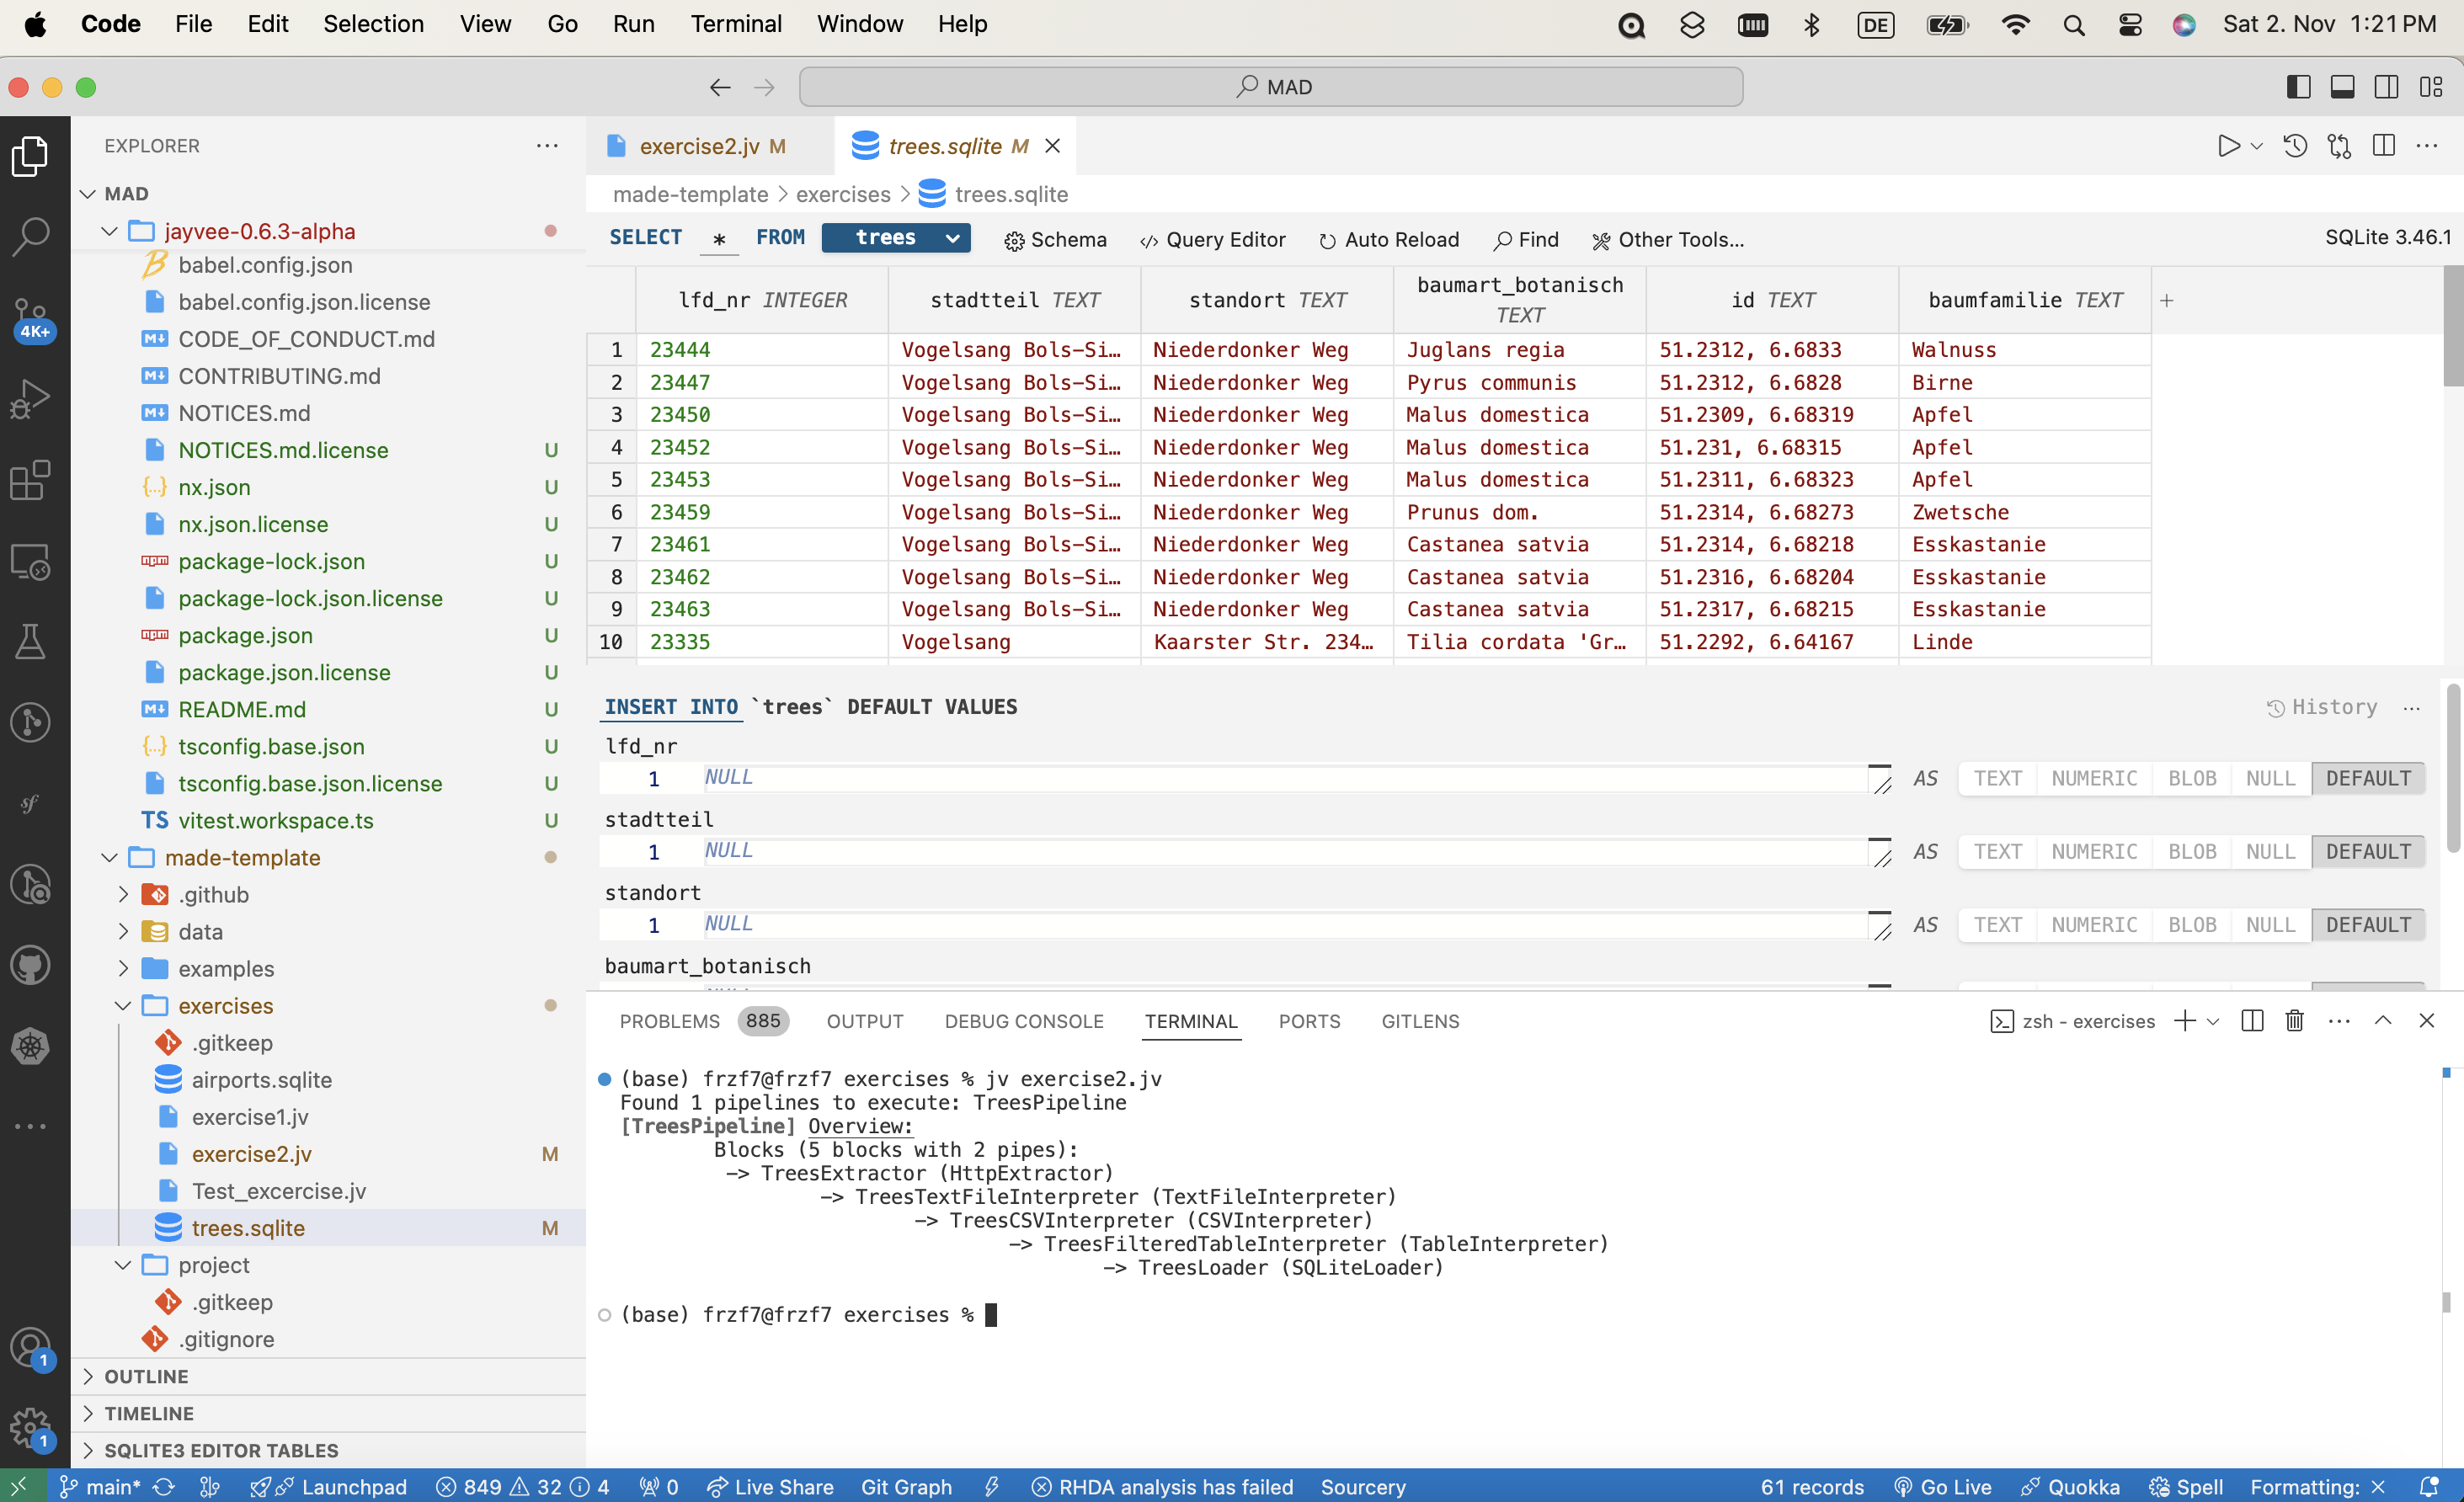 Code File Edit Selection View Go Run Terminal Window Help DE Sat 2. Nov 1:21 PM
MAD
EXPLORER
MAD
jayvee-0.6.3-alpha
babel.config.json
babel.config.json.license
CODE_OF_CONDUCT.md
CONTRIBUTING.md
NOTICES.md
NOTICES.md.license U
nx.json U
nx.json.license U
package-lock.json U
package-lock.json.license U
package.json U
package.json.license U
README.md U
tsconfig.base.json U
tsconfig.base.json.license U
TS vitest.workspace.ts U
made-template
.github
data
examples
exercises
.gitkeep
airports.sqlite
exercise1.jv
exercise2.jv M
Test_excercise.jv
trees.sqlite M
project
.gitkeep
.gitignore
OUTLINE
TIMELINE
SQLITE3 EDITOR TABLES
4K+
1
1
exercise2.jv M trees.sqlite M
made-template > exercises > trees.sqlite
SELECT * FROM trees Schema Query Editor Auto Reload Find Other Tools... SQLite 3.46.1
lfd_nr INTEGER stadtteil TEXT standort TEXT baumart_botanisch TEXT id TEXT baumfamilie TEXT +
1 23444 Vogelsang Bols-Si… Niederdonker Weg Juglans regia 51.2312, 6.6833 Walnuss
2 23447 Vogelsang Bols-Si… Niederdonker Weg Pyrus communis 51.2312, 6.6828 Birne
3 23450 Vogelsang Bols-Si… Niederdonker Weg Malus domestica 51.2309, 6.68319 Apfel
4 23452 Vogelsang Bols-Si… Niederdonker Weg Malus domestica 51.231, 6.68315 Apfel
5 23453 Vogelsang Bols-Si… Niederdonker Weg Malus domestica 51.2311, 6.68323 Apfel
6 23459 Vogelsang Bols-Si… Niederdonker Weg Prunus dom. 51.2314, 6.68273 Zwetsche
7 23461 Vogelsang Bols-Si… Niederdonker Weg Castanea satvia 51.2314, 6.68218 Esskastanie
8 23462 Vogelsang Bols-Si… Niederdonker Weg Castanea satvia 51.2316, 6.68204 Esskastanie
9 23463 Vogelsang Bols-Si… Niederdonker Weg Castanea satvia 51.2317, 6.68215 Esskastanie
10 23335 Vogelsang Kaarster Str. 234… Tilia cordata 'Gr… 51.2292, 6.64167 Linde
INSERT INTO `trees` DEFAULT VALUES History ...
lfd_nr
1 NULL AS TEXT NUMERIC BLOB NULL DEFAULT
stadtteil
1 NULL AS TEXT NUMERIC BLOB NULL DEFAULT
standort
1 NULL AS TEXT NUMERIC BLOB NULL DEFAULT
baumart_botanisch
PROBLEMS 885 OUTPUT DEBUG CONSOLE TERMINAL PORTS GITLENS zsh - exercises
(base) frzf7@frzf7 exercises % jv exercise2.jv
Found 1 pipelines to execute: TreesPipeline
[TreesPipeline] Overview:
Blocks (5 blocks with 2 pipes):
-> TreesExtractor (HttpExtractor)
-> TreesTextFileInterpreter (TextFileInterpreter)
-> TreesCSVInterpreter (CSVInterpreter)
-> TreesFilteredTableInterpreter (TableInterpreter)
-> TreesLoader (SQLiteLoader)
(base) frzf7@frzf7 exercises %
main* Launchpad 849 32 4 0 Live Share Git Graph RHDA analysis has failed Sourcery 61 records Go Live Quokka Spell Formatting: ×